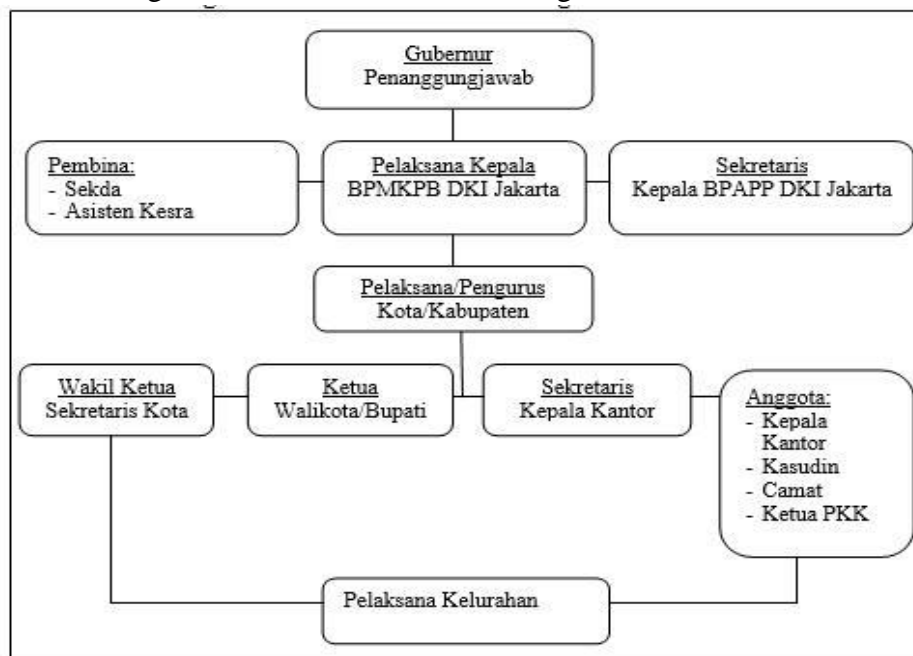 Gubernur
Penanggungjawab
Pembina:
- Sekda
- Asisten Kesra
Pelaksana Kepala
BPMKPB DKI Jakarta
Sekretaris
Kepala BPAPP DKI Jakarta
Pelaksana/Pengurus
Kota/Kabupaten
Wakil Ketua
Sekretaris Kota
Ketua
Walikota/Bupati
Sekretaris
Kepala Kantor
Anggota:
- Kepala
Kantor
- Kasudin
- Camat
- Ketua PKK
Pelaksana Kelurahan